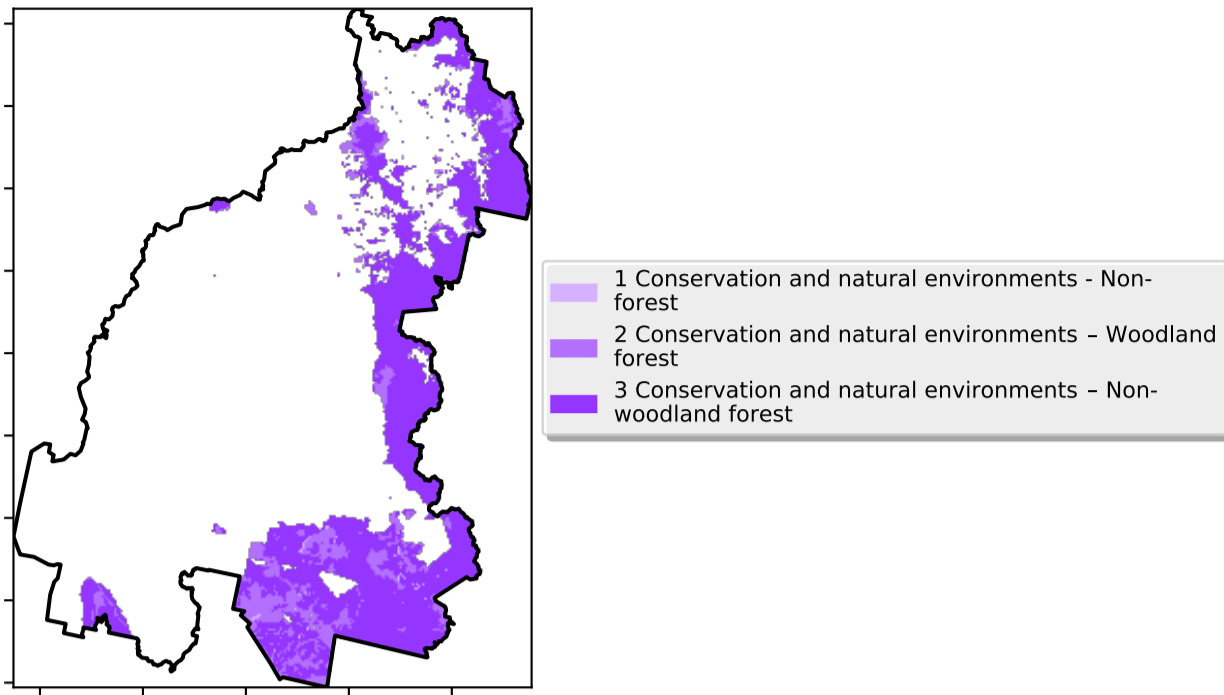 1 Conservation and natural environments - Non-
forest
2 Conservation and natural environments – Woodland
forest
3 Conservation and natural environments – Non-
woodland forest